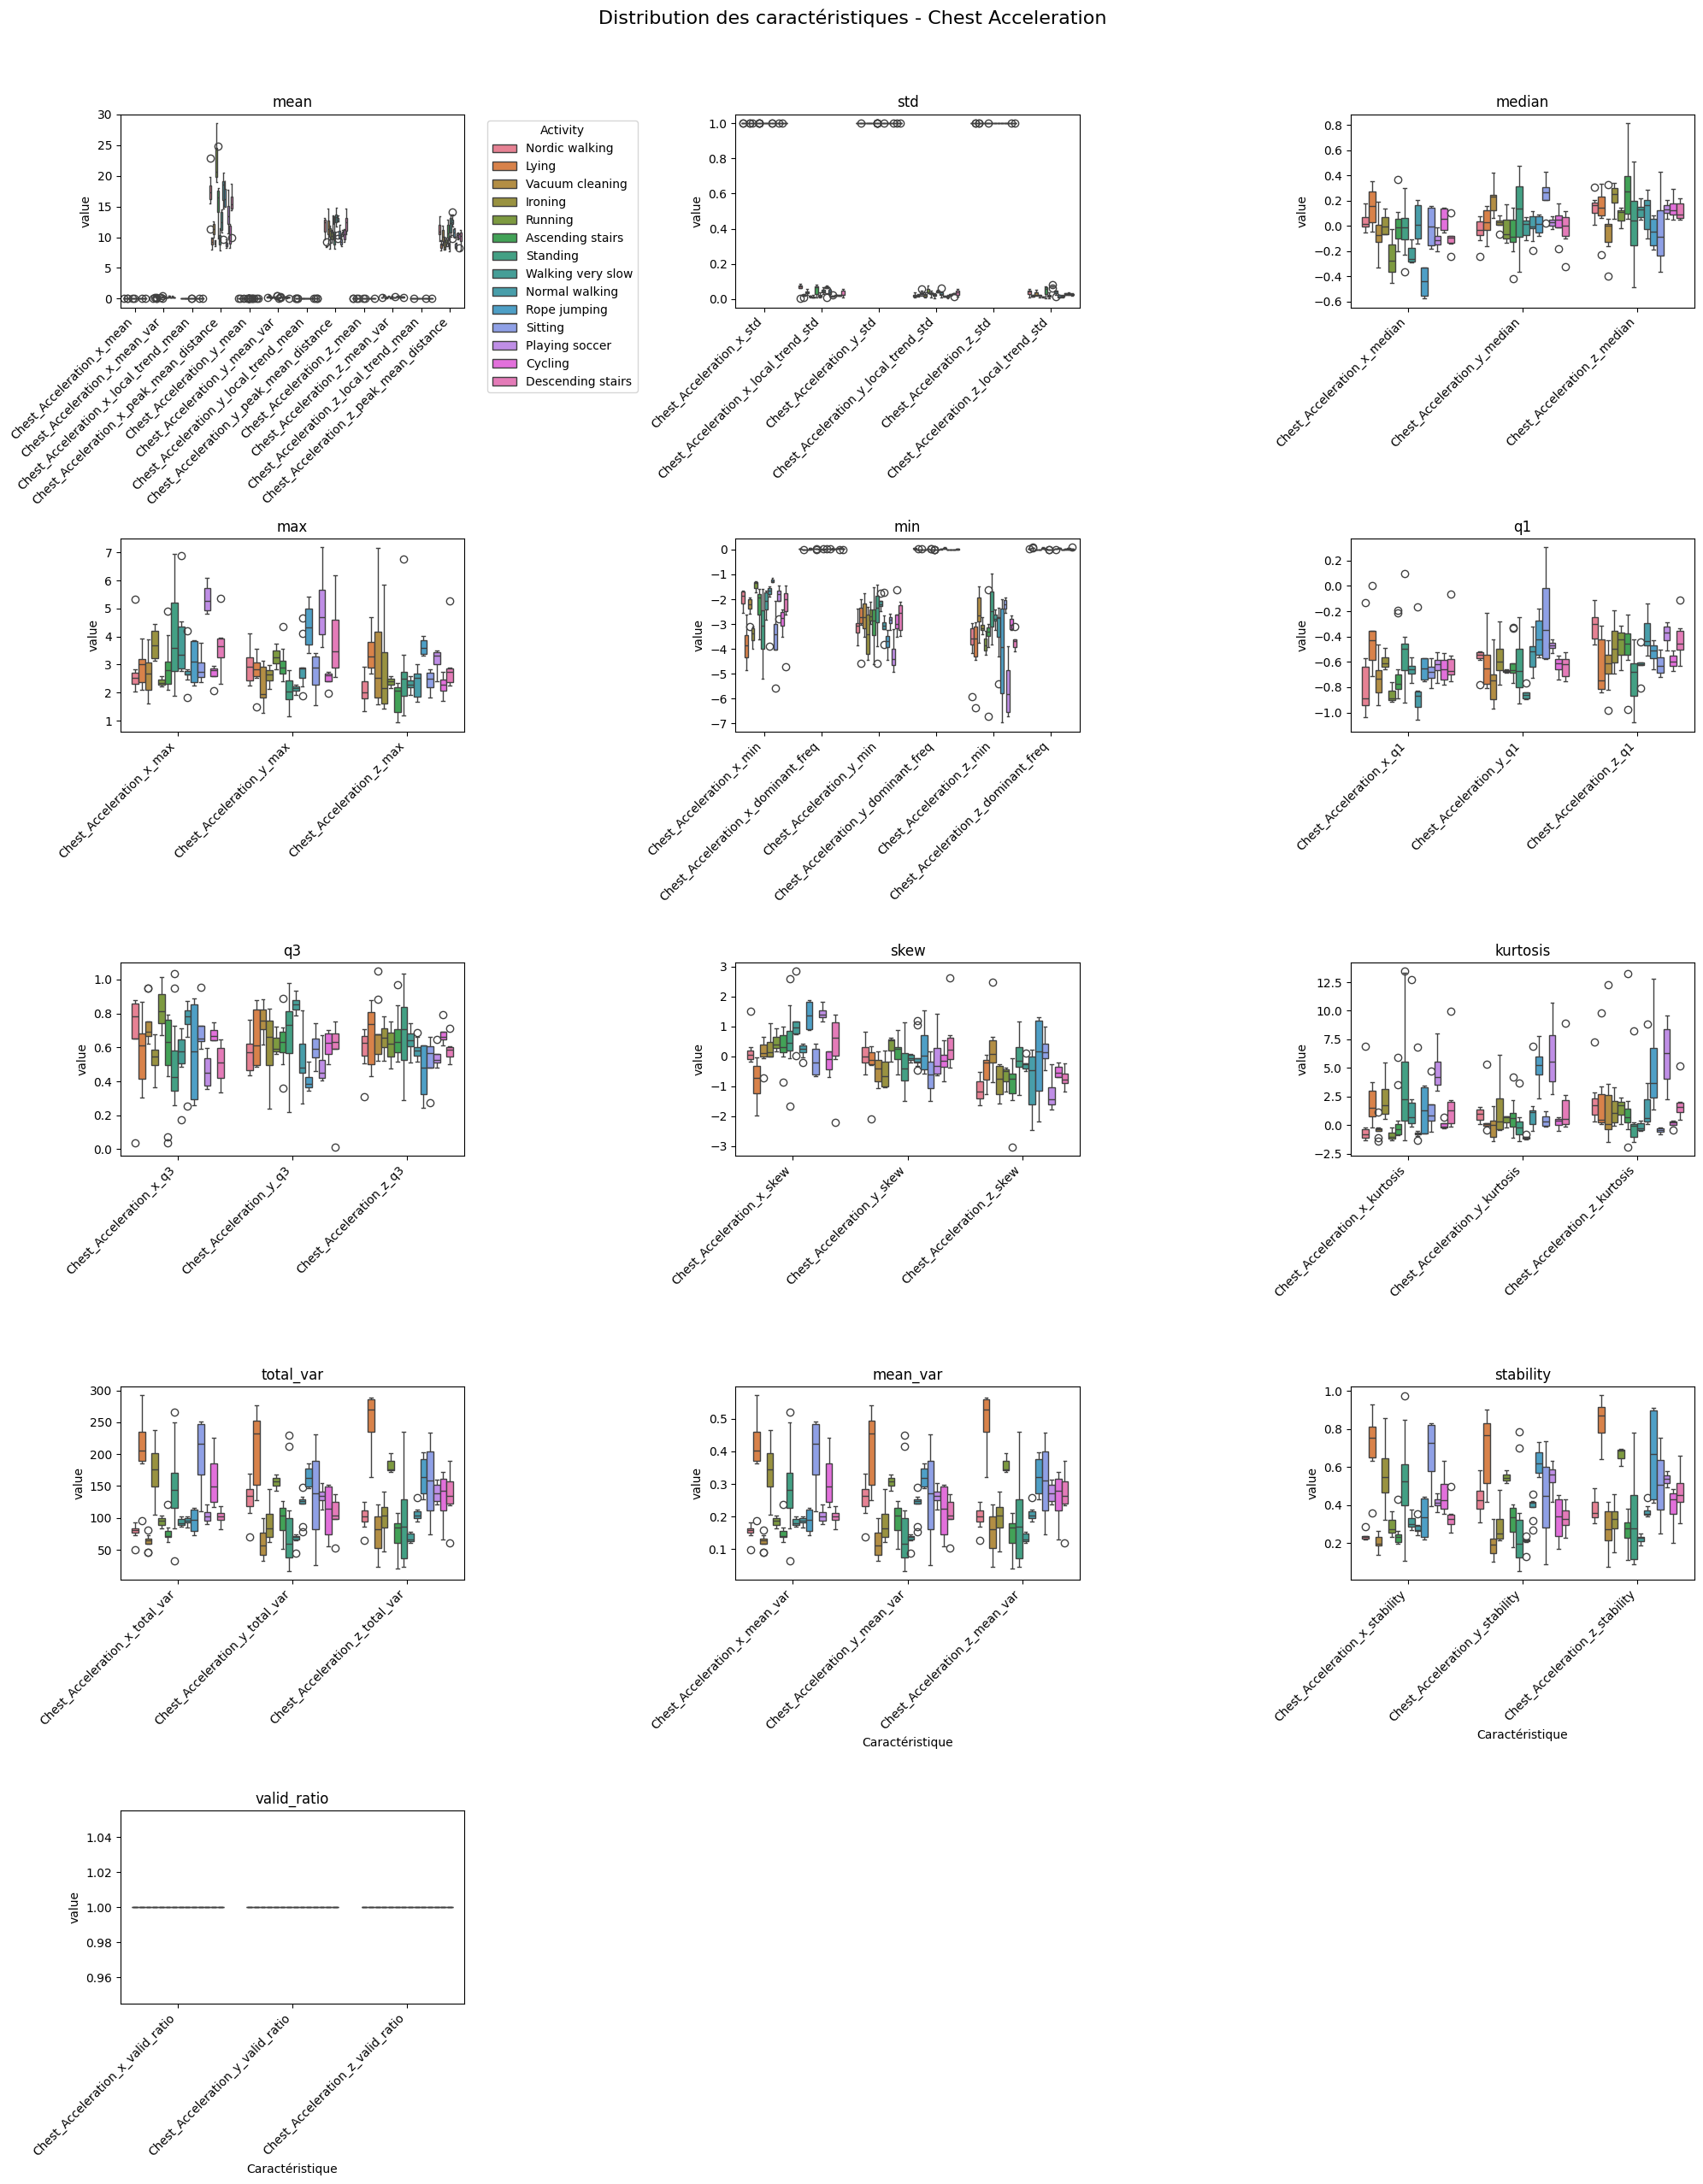 Distribution des caractéristiques - Chest Acceleration
mean
value
30
25
20
15
10
5
0
Chest_Acceleration_x_mean
Chest_Acceleration_x_mean_var
Chest_Acceleration_x_local_trend_mean
Chest_Acceleration_x_peak_mean_distance
Chest_Acceleration_y_mean
Chest_Acceleration_y_mean_var
Chest_Acceleration_y_local_trend_mean
Chest_Acceleration_y_peak_mean_distance
Chest_Acceleration_z_mean
Chest_Acceleration_z_mean_var
Chest_Acceleration_z_local_trend_mean
Chest_Acceleration_z_peak_mean_distance
Activity
Nordic walking
Lying
Vacuum cleaning
Ironing
Running
Ascending stairs
Standing
Walking very slow
Normal walking
Rope jumping
Sitting
Playing soccer
Cycling
Descending stairs
std
value
1.0
0.8
0.6
0.4
0.2
0.0
Chest_Acceleration_x_std
Chest_Acceleration_x_local_trend_std
Chest_Acceleration_y_std
Chest_Acceleration_y_local_trend_std
Chest_Acceleration_z_std
Chest_Acceleration_z_local_trend_std
median
value
0.8
0.6
0.4
0.2
0.0
−0.2
−0.4
−0.6
Chest_Acceleration_x_median
Chest_Acceleration_y_median
Chest_Acceleration_z_median
max
value
7
6
5
4
3
2
1
Chest_Acceleration_x_max
Chest_Acceleration_y_max
Chest_Acceleration_z_max
min
value
0
−1
−2
−3
−4
−5
−6
−7
Chest_Acceleration_x_min
Chest_Acceleration_x_dominant_freq
Chest_Acceleration_y_min
Chest_Acceleration_y_dominant_freq
Chest_Acceleration_z_min
Chest_Acceleration_z_dominant_freq
q1
value
0.2
0.0
−0.2
−0.4
−0.6
−0.8
−1.0
Chest_Acceleration_x_q1
Chest_Acceleration_y_q1
Chest_Acceleration_z_q1
q3
value
1.0
0.8
0.6
0.4
0.2
0.0
Chest_Acceleration_x_q3
Chest_Acceleration_y_q3
Chest_Acceleration_z_q3
skew
value
3
2
1
0
−1
−2
−3
Chest_Acceleration_x_skew
Chest_Acceleration_y_skew
Chest_Acceleration_z_skew
kurtosis
value
12.5
10.0
7.5
5.0
2.5
0.0
−2.5
Chest_Acceleration_x_kurtosis
Chest_Acceleration_y_kurtosis
Chest_Acceleration_z_kurtosis
total_var
value
300
250
200
150
100
50
Chest_Acceleration_x_total_var
Chest_Acceleration_y_total_var
Chest_Acceleration_z_total_var
mean_var
value
0.5
0.4
0.3
0.2
0.1
Chest_Acceleration_x_mean_var
Chest_Acceleration_y_mean_var
Chest_Acceleration_z_mean_var
Caractéristique
stability
value
1.0
0.8
0.6
0.4
0.2
Chest_Acceleration_x_stability
Chest_Acceleration_y_stability
Chest_Acceleration_z_stability
Caractéristique
valid_ratio
value
1.04
1.02
1.00
0.98
0.96
Chest_Acceleration_x_valid_ratio
Chest_Acceleration_y_valid_ratio
Chest_Acceleration_z_valid_ratio
Caractéristique